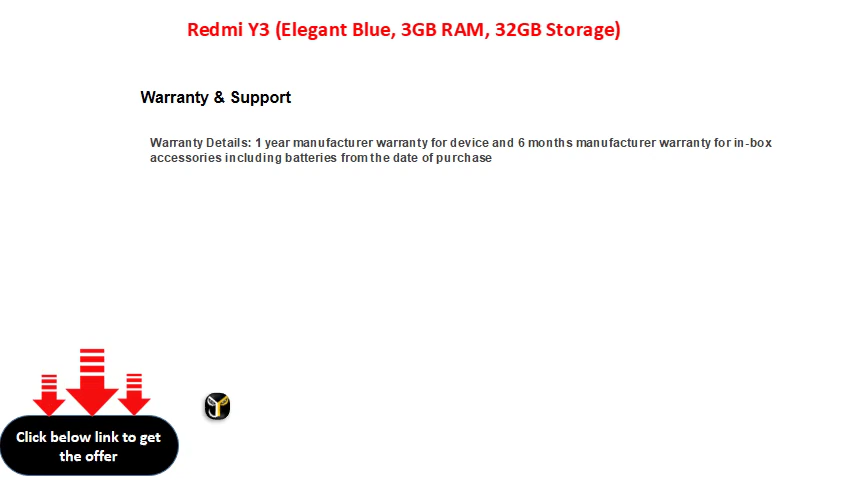 Redmi Y3 (Elegant Blue, 3GB RAM, 32GB Storage)
Warranty & Support
Warranty Details: 1 year manufacturer warranty for device and 6 months manufacturer warranty for in-box
accessories including batteries from the date of purchase
Click below link to get
the offer